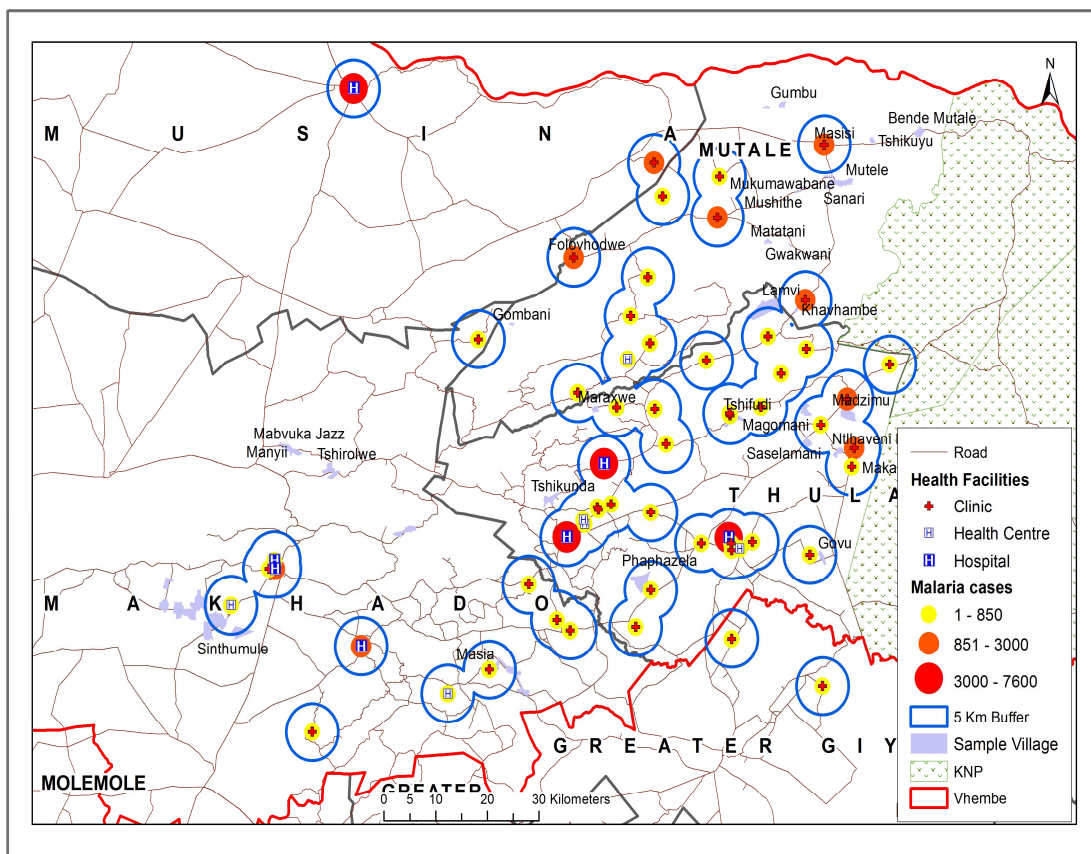 N
Gumbu
Bende Mutale
M U S I N A
Masisi
Tshikuyu
MUTALE
Mutele
Mukumawabane
Sanari
Mushithe
Matatani
Folovhodwe
Gwakwani
Lamvi
Khavhambe
Gombani
Maraxwe
Tshifudi
Madzimu
Magomani
Mabvuka Jazz
Manyii
Tshirolwe
Saselamani
Nlhaveni
Maka
Tshikunda
T H U L A
Govu
Phaphazela
M A K H A D O
Sinthumule
Masia
G R E A T E R G I Y
MOLEMOLE
GREATER
0 5 10 20 30 Kilometers
Road
Health Facilities
Clinic
H Health Centre
H Hospital
Malaria cases
1 - 850
851 - 3000
3000 - 7600
5 Km Buffer
Sample Village
KNP
Vhembe